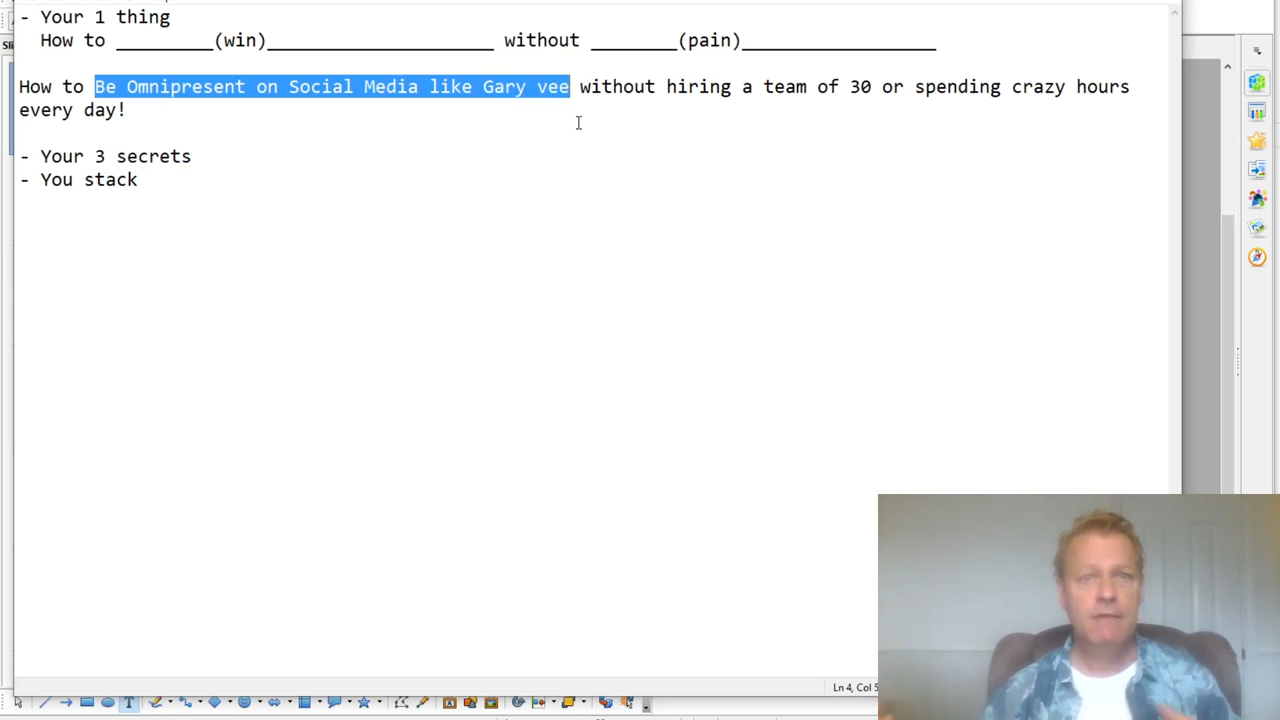 - Your 1 thing
How to _________(win)_____________________ without ________(pain)__________________
How to Be Omnipresent on Social Media like Gary vee without hiring a team of 30 or spending crazy hours
every day!
- Your 3 secrets
- You stack
Ln 4, Col 5